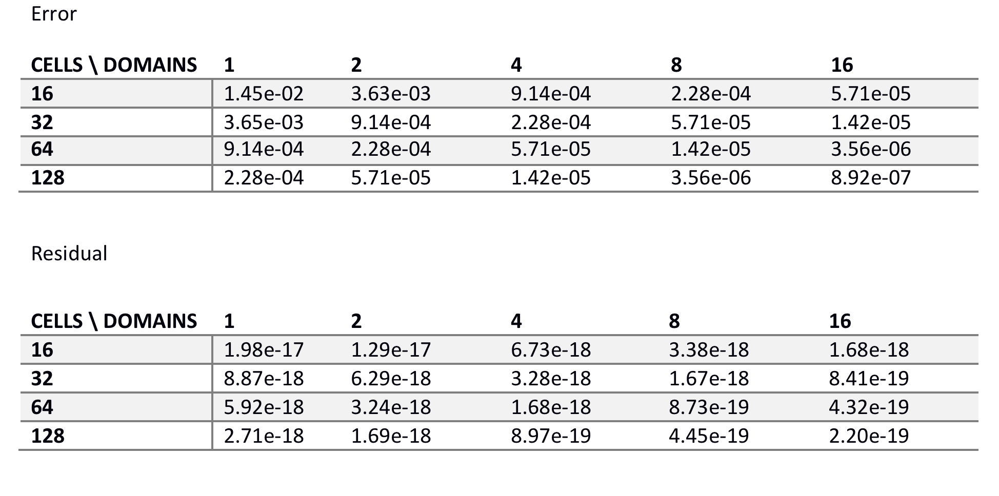 Error
CELLS \ DOMAINS 1 2 4 8 16
16 1.45e-02 3.63e-03 9.14e-04 2.28e-04 5.71e-05
32 3.65e-03 9.14e-04 2.28e-04 5.71e-05 1.42e-05
64 9.14e-04 2.28e-04 5.71e-05 1.42e-05 3.56e-06
128 2.28e-04 5.71e-05 1.42e-05 3.56e-06 8.92e-07
Residual
CELLS \ DOMAINS 1 2 4 8 16
16 1.98e-17 1.29e-17 6.73e-18 3.38e-18 1.68e-18
32 8.87e-18 6.29e-18 3.28e-18 1.67e-18 8.41e-19
64 5.92e-18 3.24e-18 1.68e-18 8.73e-19 4.32e-19
128 2.71e-18 1.69e-18 8.97e-19 4.45e-19 2.20e-19